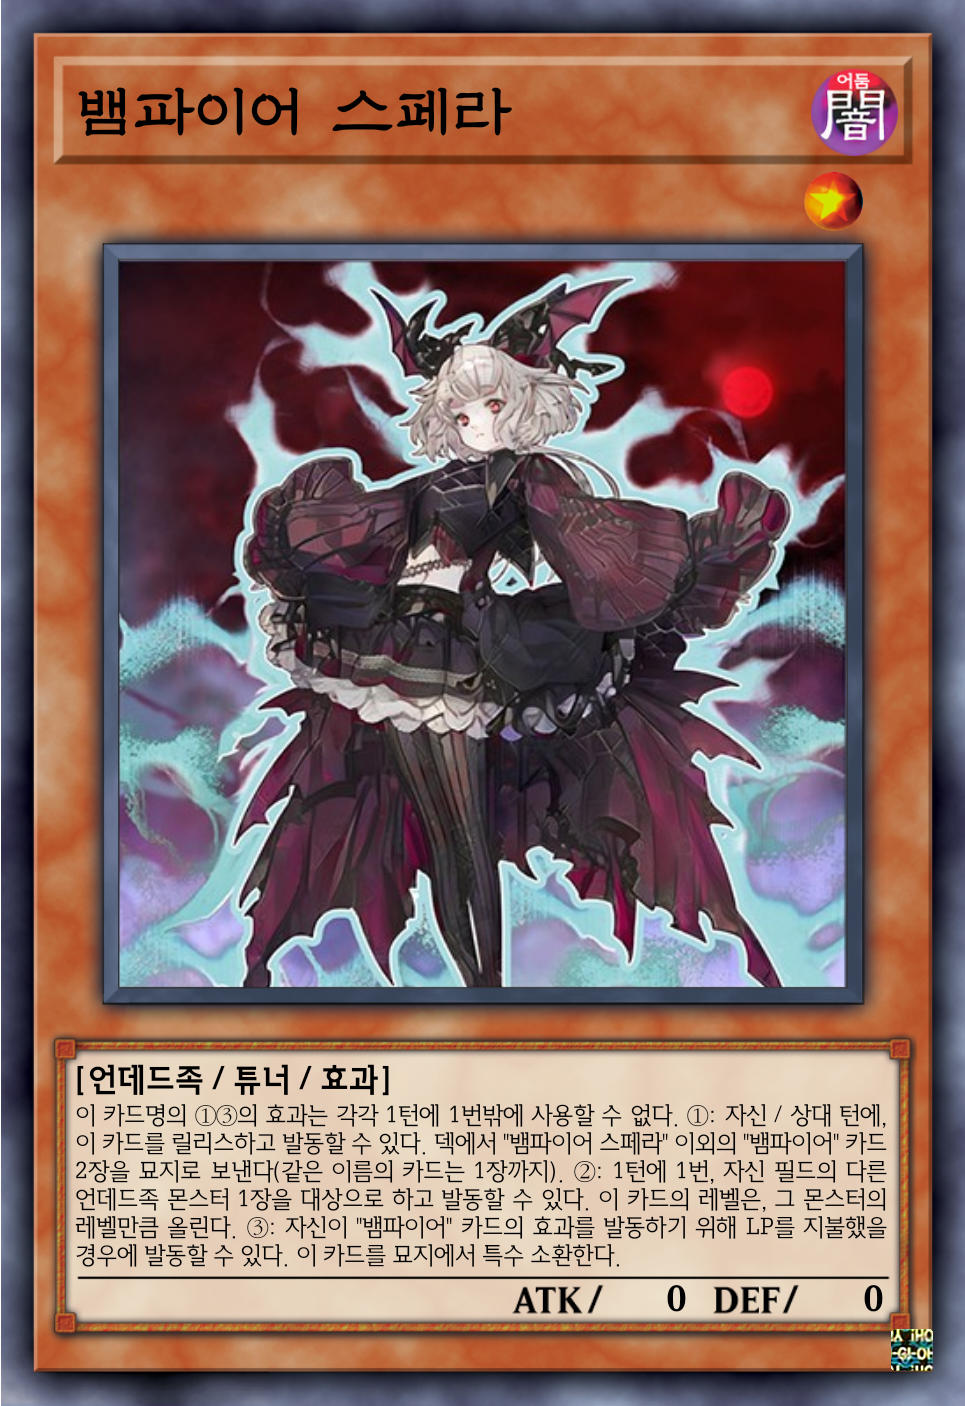 뱀파이어 스페라
어둠
闇
[언데드족 / 튜너 / 효과]
이 카드명의 ①③의 효과는 각각 1턴에 1번밖에 사용할 수 없다. ①: 자신 / 상대 턴에,
이 카드를 릴리스하고 발동할 수 있다. 덱에서 "뱀파이어 스페라" 이외의 "뱀파이어" 카드
2장을 묘지로 보낸다(같은 이름의 카드는 1장까지). ②: 1턴에 1번, 자신 필드의 다른
언데드족 몬스터 1장을 대상으로 하고 발동할 수 있다. 이 카드의 레벨은, 그 몬스터의
레벨만큼 올린다. ③: 자신이 "뱀파이어" 카드의 효과를 발동하기 위해 LP를 지불했을
경우에 발동할 수 있다. 이 카드를 묘지에서 특수 소환한다.
ATK/ 0 DEF/ 0